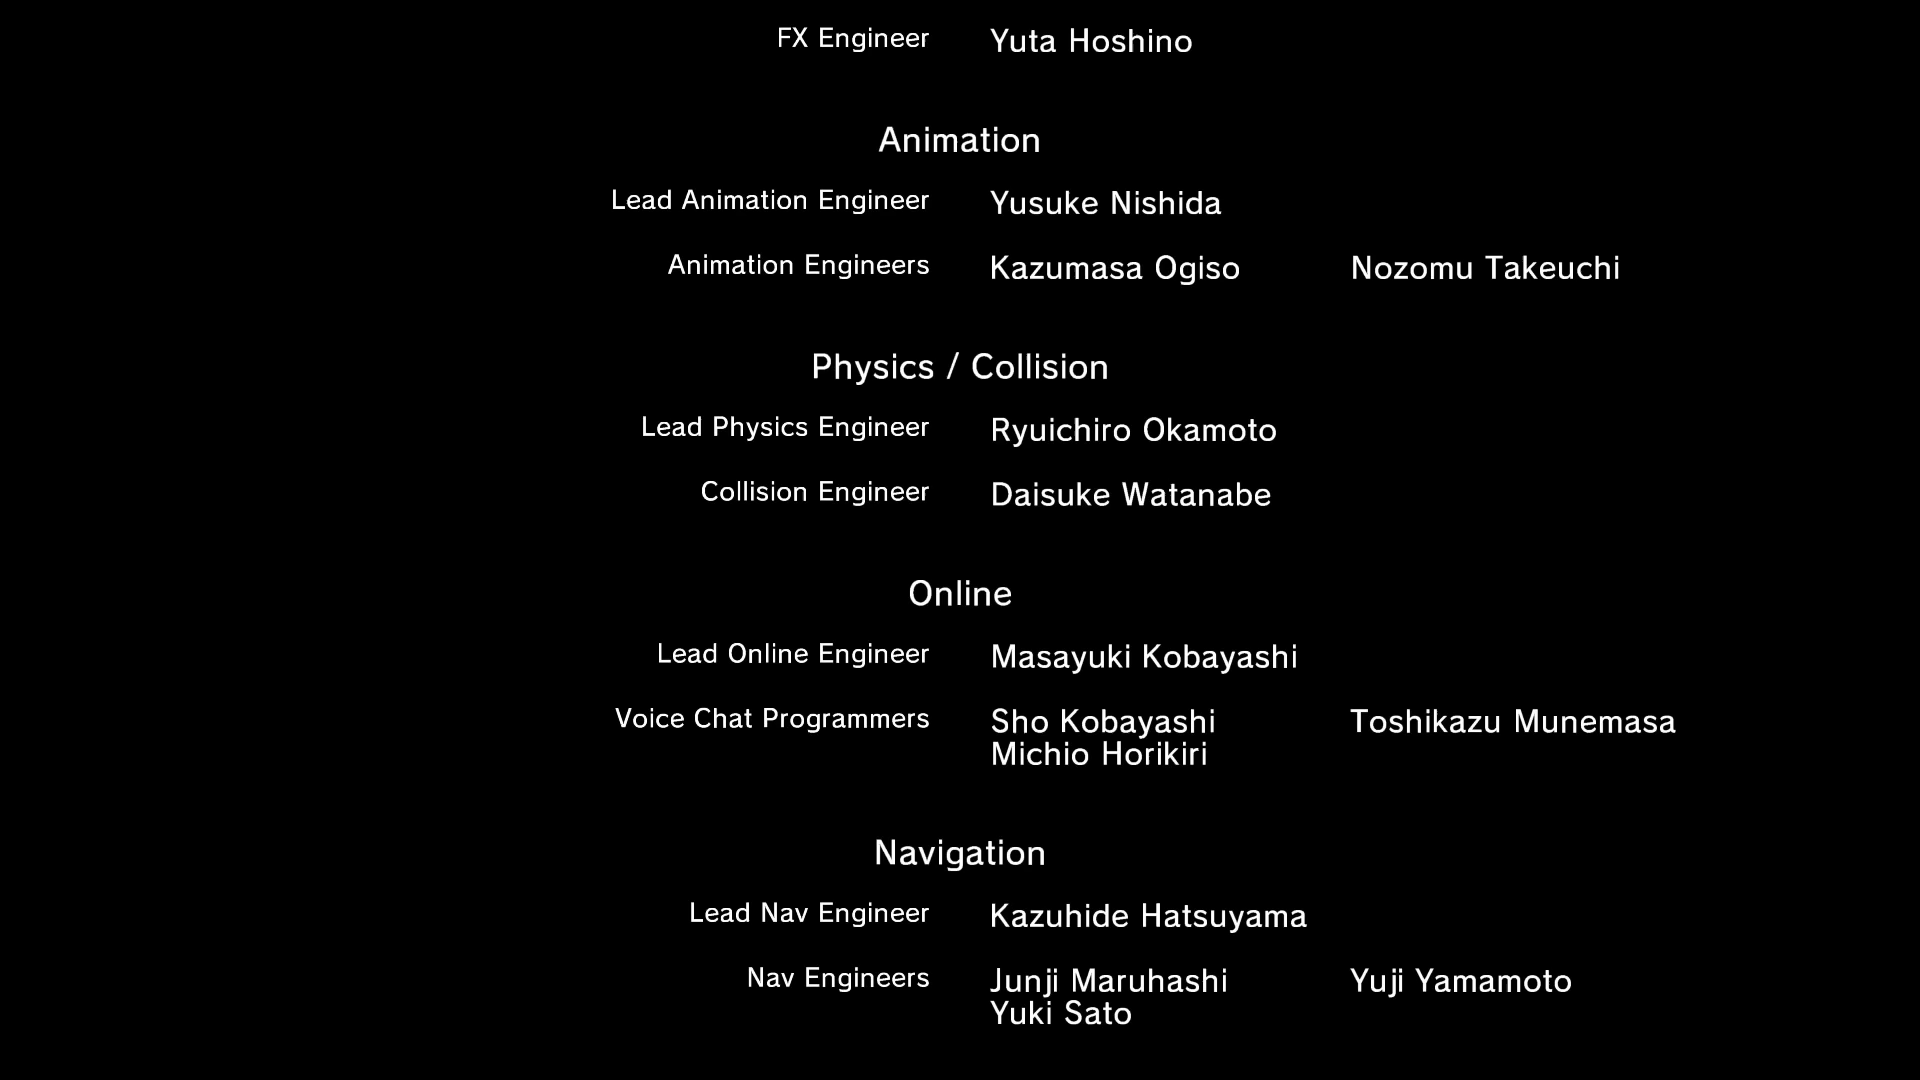 FX Engineer Yuta Hoshino
Animation
Lead Animation Engineer Yusuke Nishida
Animation Engineers Kazumasa Ogiso Nozomu Takeuchi
Physics / Collision
Lead Physics Engineer Ryuichiro Okamoto
Collision Engineer Daisuke Watanabe
Online
Lead Online Engineer Masayuki Kobayashi
Voice Chat Programmers Sho Kobayashi Toshikazu Munemasa
Michio Horikiri
Navigation
Lead Nav Engineer Kazuhide Hatsuyama
Nav Engineers Junji Maruhashi Yuji Yamamoto
Yuki Sato